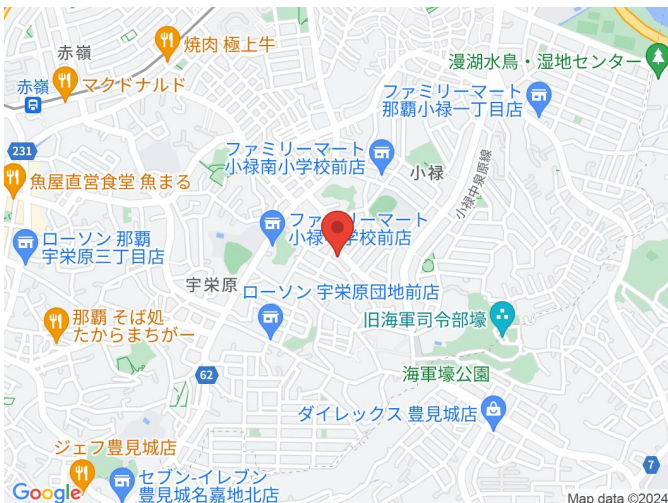 赤嶺
焼肉 極上牛
漫湖水鳥・湿地センター
赤嶺
マクドナルド
ファミリーマート
那覇小禄一丁目店
231
ファミリーマート
小禄南小学校前店
小禄
小禄中泉原線
魚屋直営食堂 魚まる
ファミリーマート
小禄
学校前店
ローソン 那覇
宇栄原三丁目店
宇栄原
ローソン 宇栄原団地前店
那覇 そば処
たからまちがー
旧海軍司令部壕
62
海軍壕公園
ダイレックス 豊見城店
ジェフ豊見城店
7
セブン-イレブン
豊見城名嘉地北店
Google
Map data ©2024